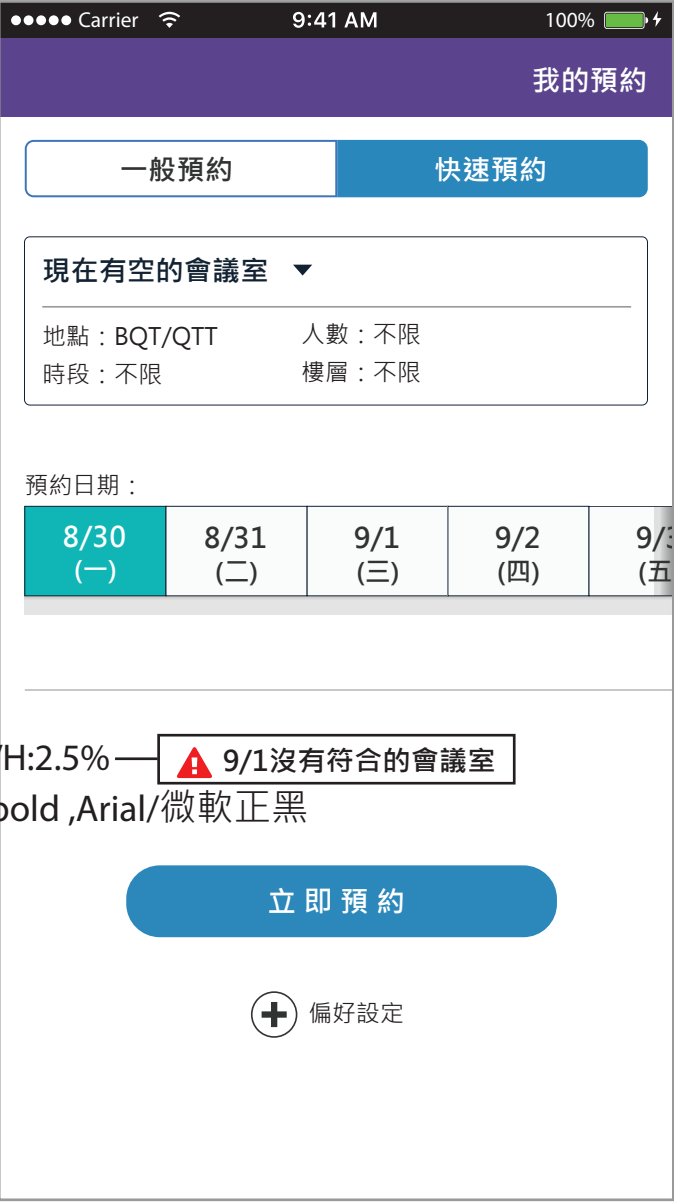 Carrier 9:41 AM 100%
我的預約
一般預約 快速預約
現在有空的會議室
地點：BQT/QTT 人數：不限
時段：不限 樓層：不限
預約日期：
8/30 8/31 9/1 9/2 9/3
(一) (二) (三) (四) (五
/H:2.5% 9/1沒有符合的會議室
bold ,Arial/微軟正黑
立即預約
偏好設定